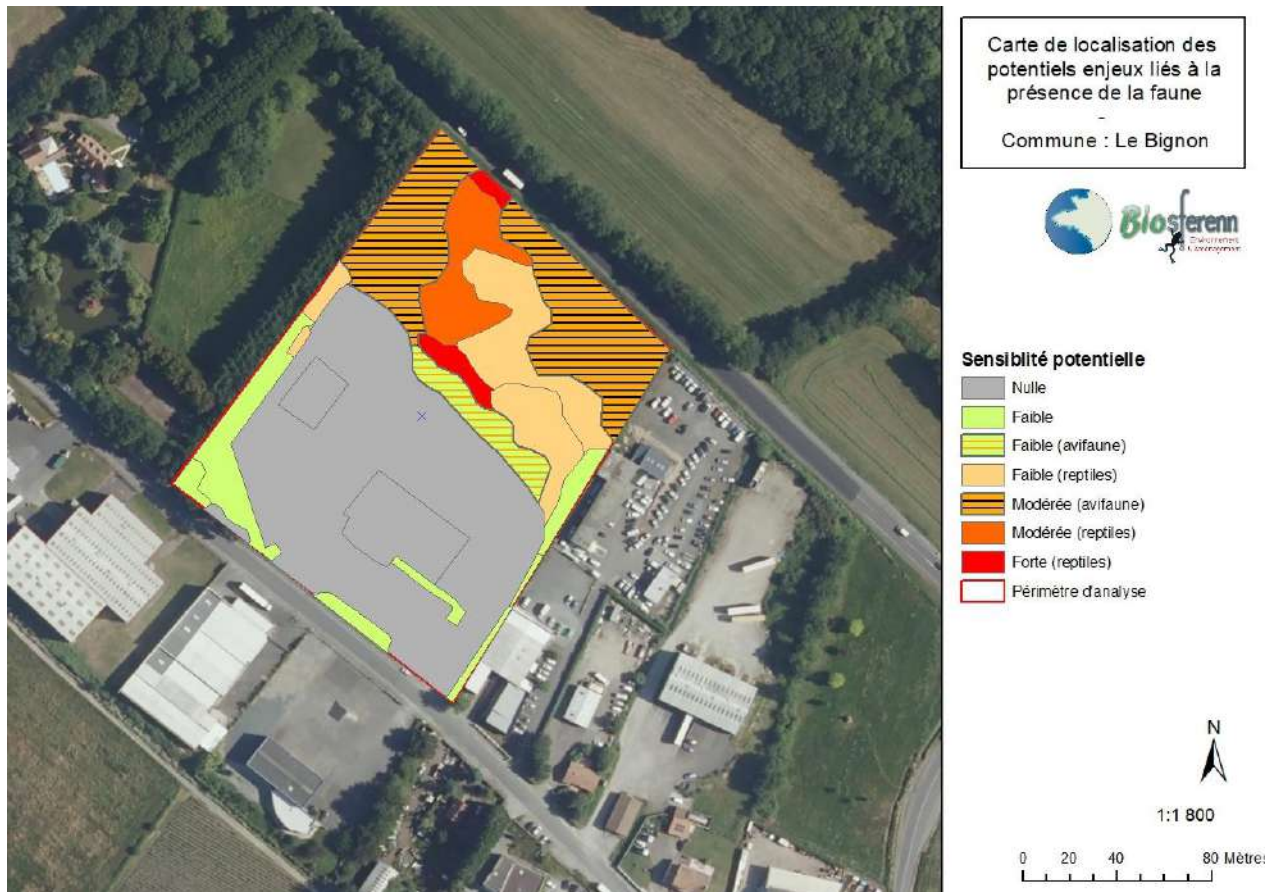 Carte de localisation des
potentiels enjeux liés à la
présence de la faune
-
Commune : Le Bignon
Biosferenn
Environnement
Sensiblité potentielle
Nulle
Faible
Faible (avifaune)
Faible (reptiles)
Modérée (avifaune)
Modérée (reptiles)
Forte (reptiles)
Périmètre d'analyse
N
1:1 800
0 20 40 80 Mètres